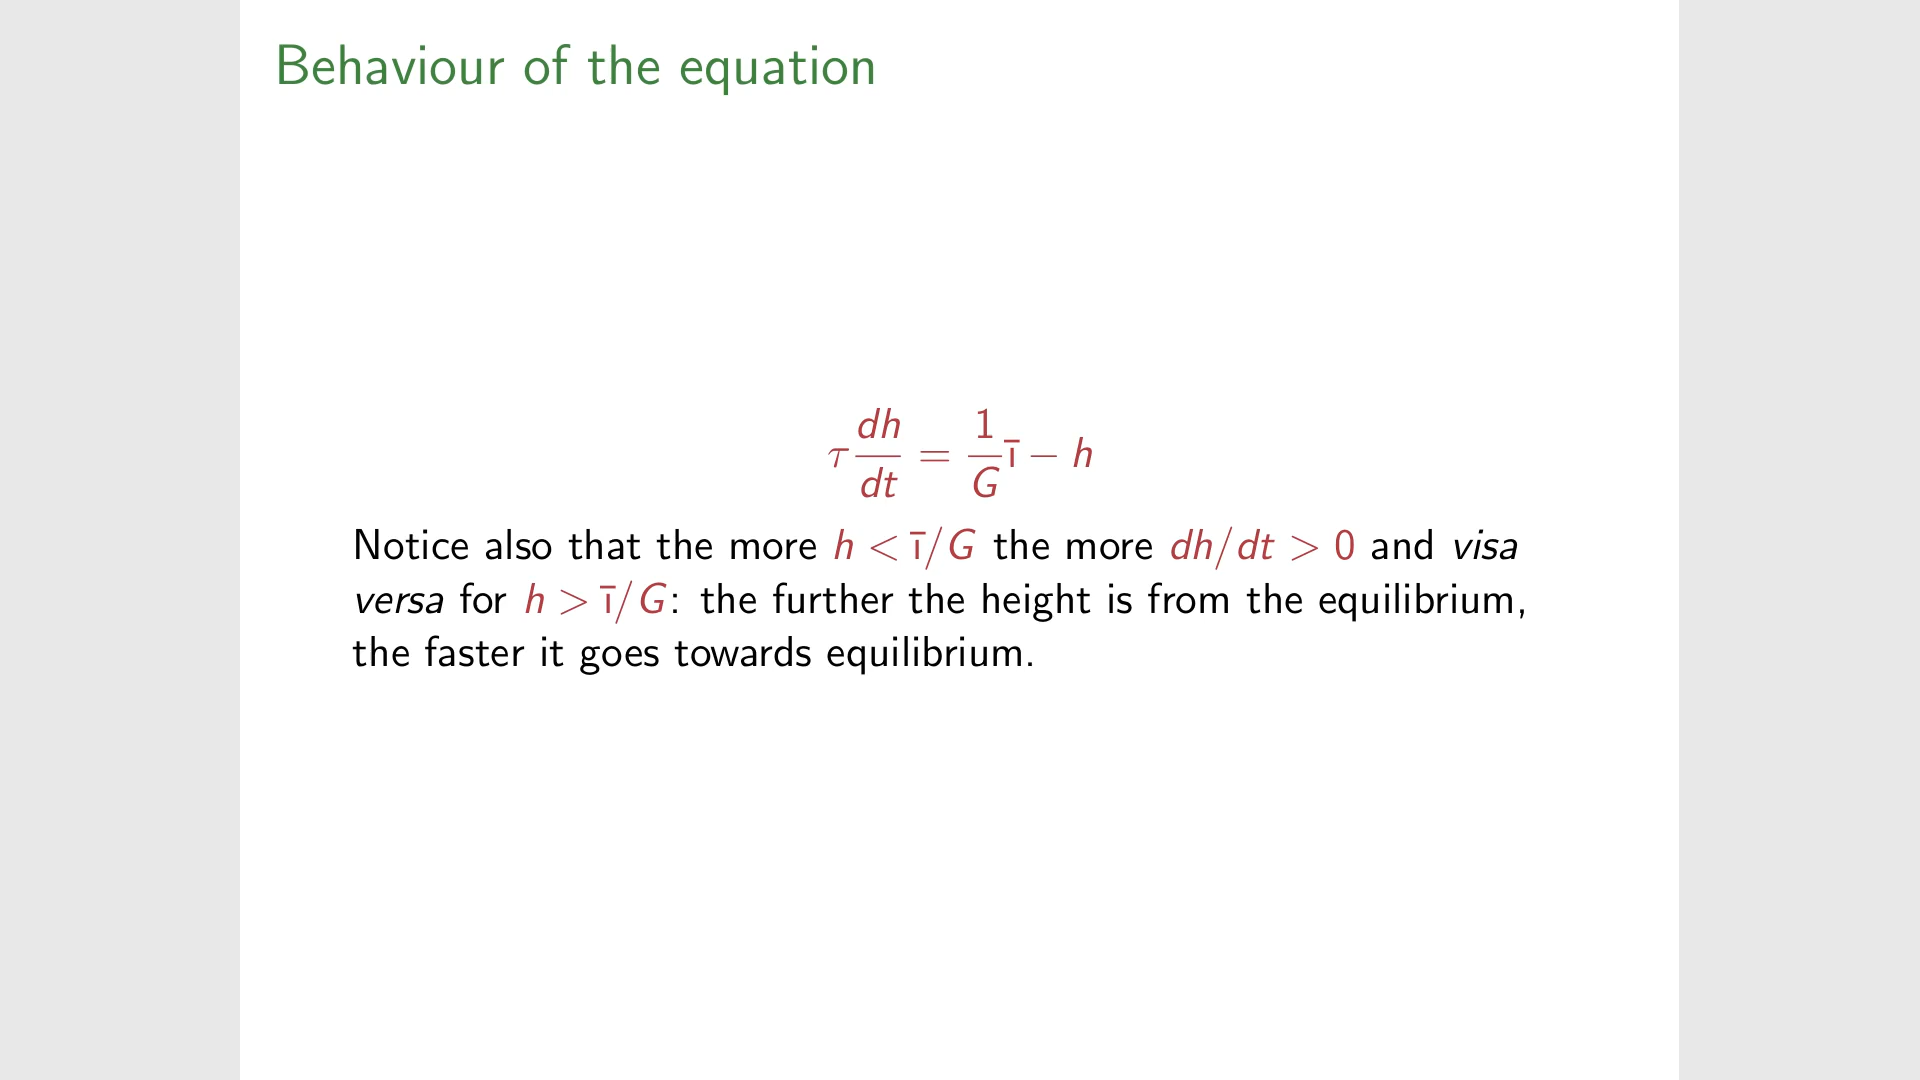 Behaviour of the equation
τ dh/dt = 1/G ī − h
Notice also that the more h < ī/G the more dh/dt > 0 and visa
versa for h > ī/G: the further the height is from the equilibrium,
the faster it goes towards equilibrium.